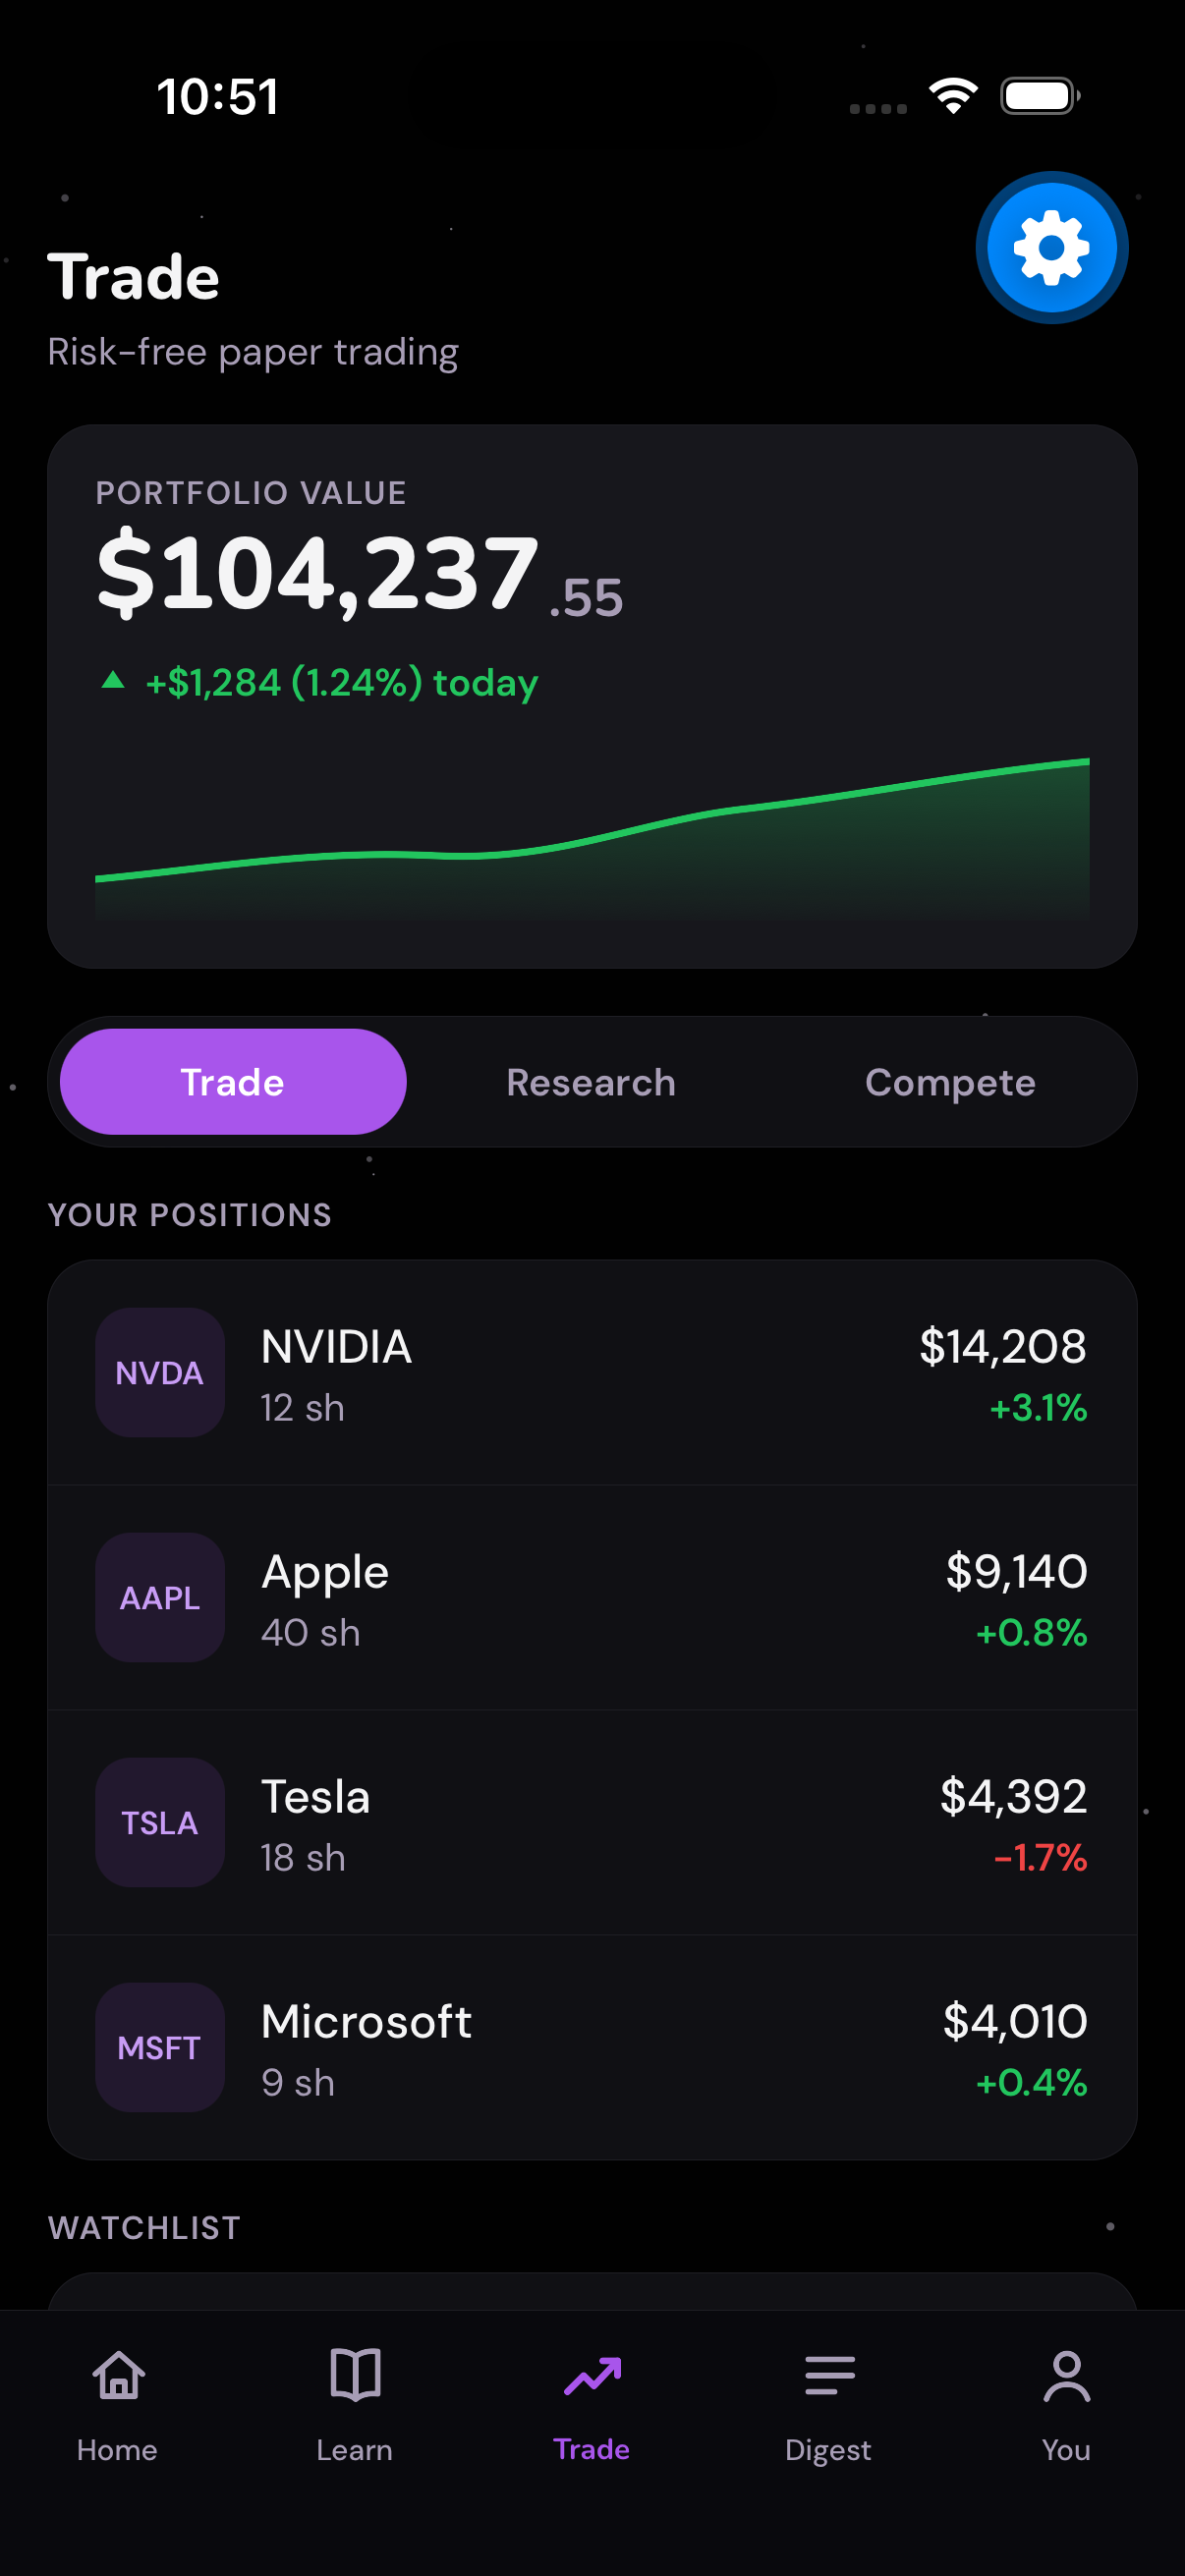 10:51
Trade
Risk-free paper trading
PORTFOLIO VALUE
$104,237.55
+$1,284 (1.24%) today
Trade Research Compete
YOUR POSITIONS
NVDA
NVIDIA
12 sh
$14,208
+3.1%
AAPL
Apple
40 sh
$9,140
+0.8%
TSLA
Tesla
18 sh
$4,392
-1.7%
MSFT
Microsoft
9 sh
$4,010
+0.4%
WATCHLIST
Home Learn Trade Digest You